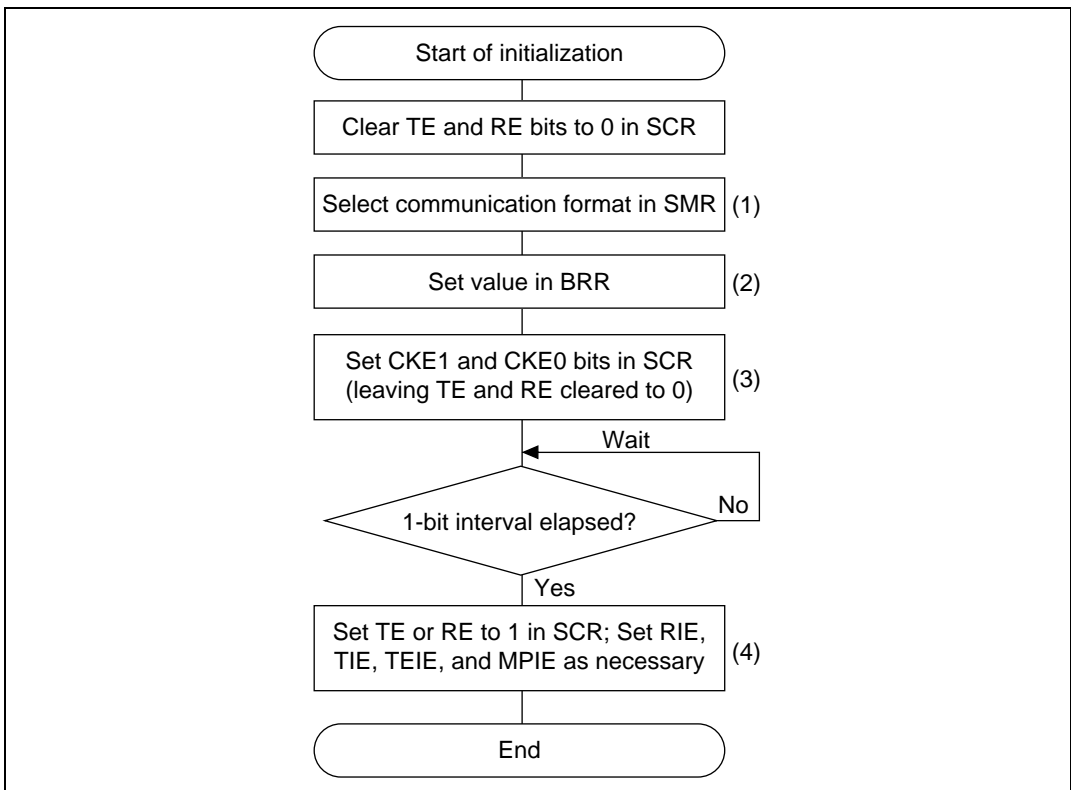 Start of initialization
Clear TE and RE bits to 0 in SCR
Select communication format in SMR (1)
Set value in BRR (2)
Set CKE1 and CKE0 bits in SCR
(leaving TE and RE cleared to 0) (3)
Wait
1-bit interval elapsed? No
Yes
Set TE or RE to 1 in SCR; Set RIE,
TIE, TEIE, and MPIE as necessary (4)
End